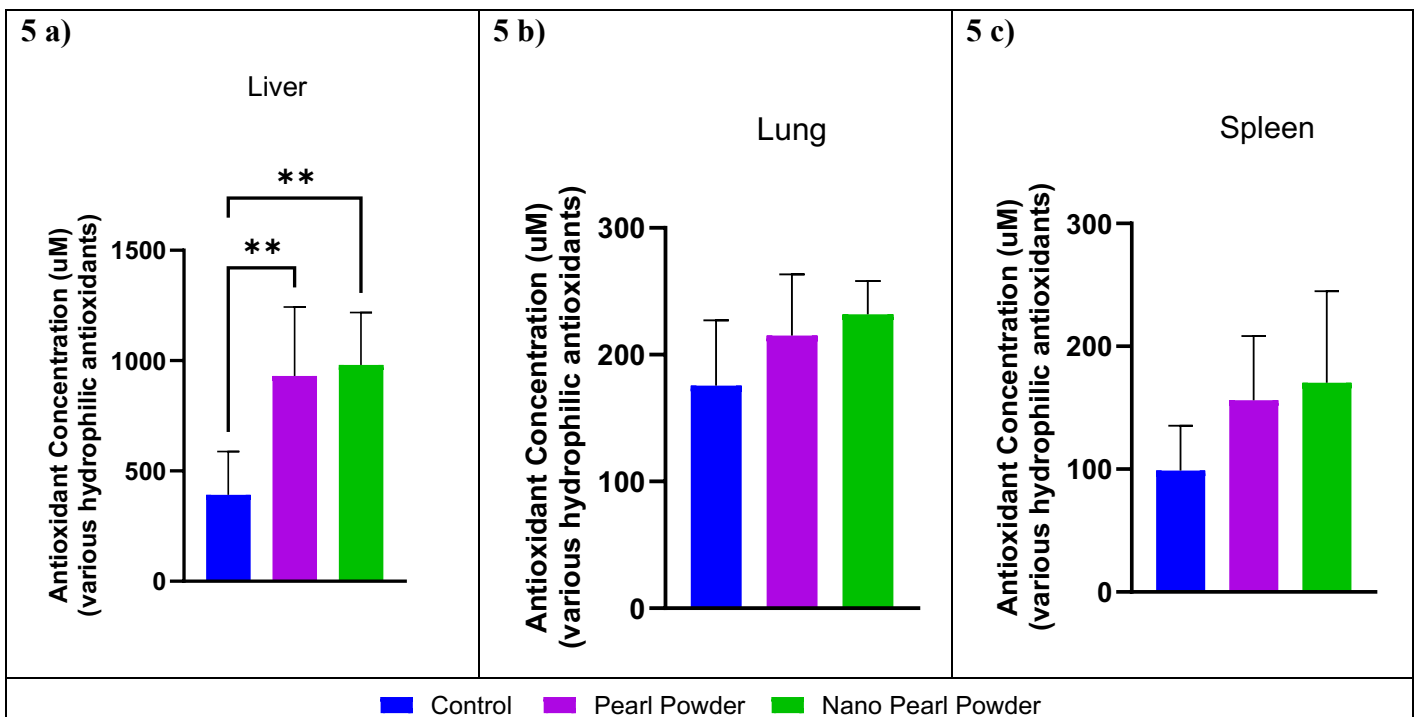 5 a)
Liver
**
**
Antioxidant Concentration (uM)
(various hydrophilic antioxidants)
1500
1000
500
0
5 b)
Lung
Antioxidant Concentration (uM)
(various hydrophilic antioxidants)
300
200
100
0
5 c)
Spleen
Antioxidant Concentration (uM)
(various hydrophilic antioxidants)
300
200
100
0
Control Pearl Powder Nano Pearl Powder